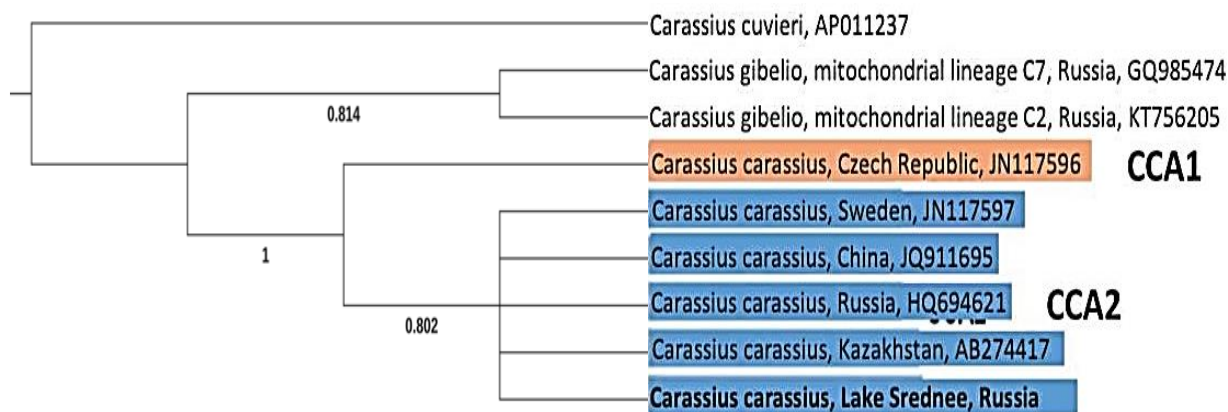 Carassius cuvieri, AP011237
Carassius gibelio, mitochondrial lineage C7, Russia, GQ985474
0.814
Carassius gibelio, mitochondrial lineage C2, Russia, KT756205
Carassius carassius, Czech Republic, JN117596 CCA1
Carassius carassius, Sweden, JN117597
1
Carassius carassius, China, JQ911695
Carassius carassius, Russia, HQ694621 CCA2
0.802
Carassius carassius, Kazakhstan, AB274417
Carassius carassius, Lake Srednee, Russia